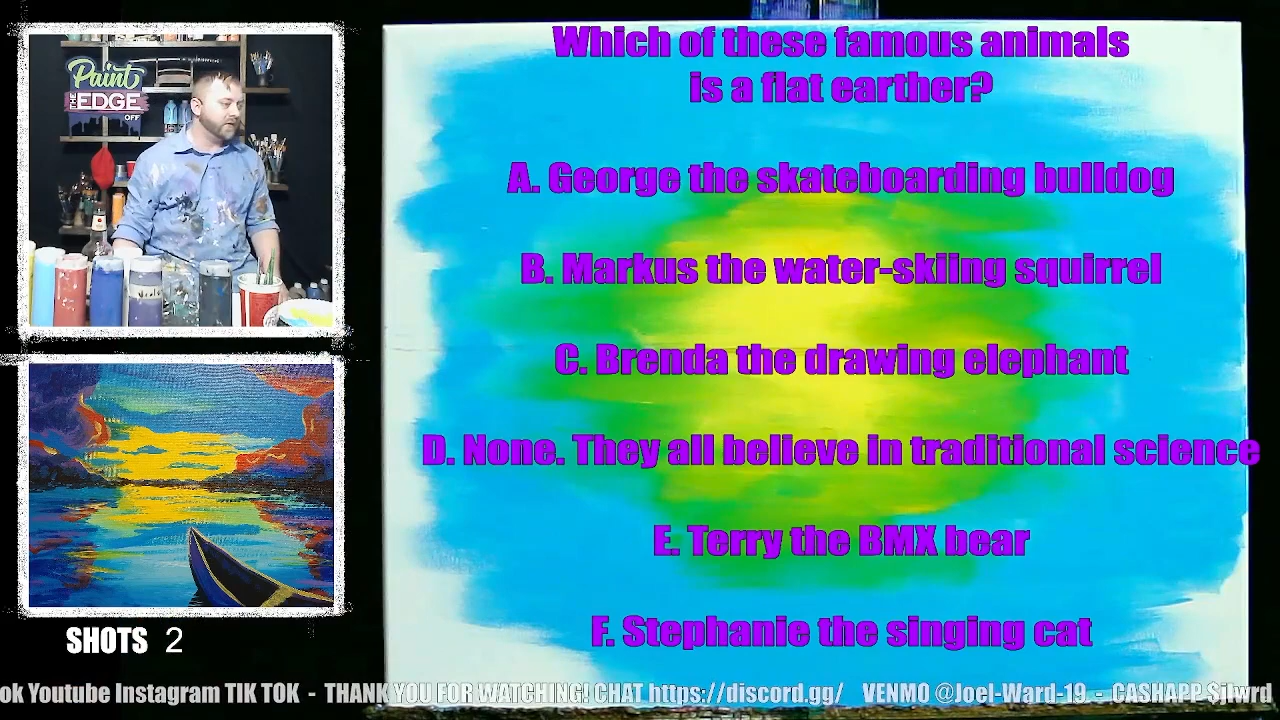 Which of these famous animals
is a flat earther?
A. George the skateboarding bulldog
B. Markus the water-skiing squirrel
C. Brenda the drawing elephant
D. None. They all believe in traditional science
E. Terry the BMX bear
F. Stephanie the singing cat
Paint
THE EDGE
OFF
SHOTS 2
ok Youtube Instagram TIK TOK - THANK YOU FOR WATCHING! CHAT https://discord.gg/ VENMO @Joel-Ward-19 - CASHAPP $jlwrd